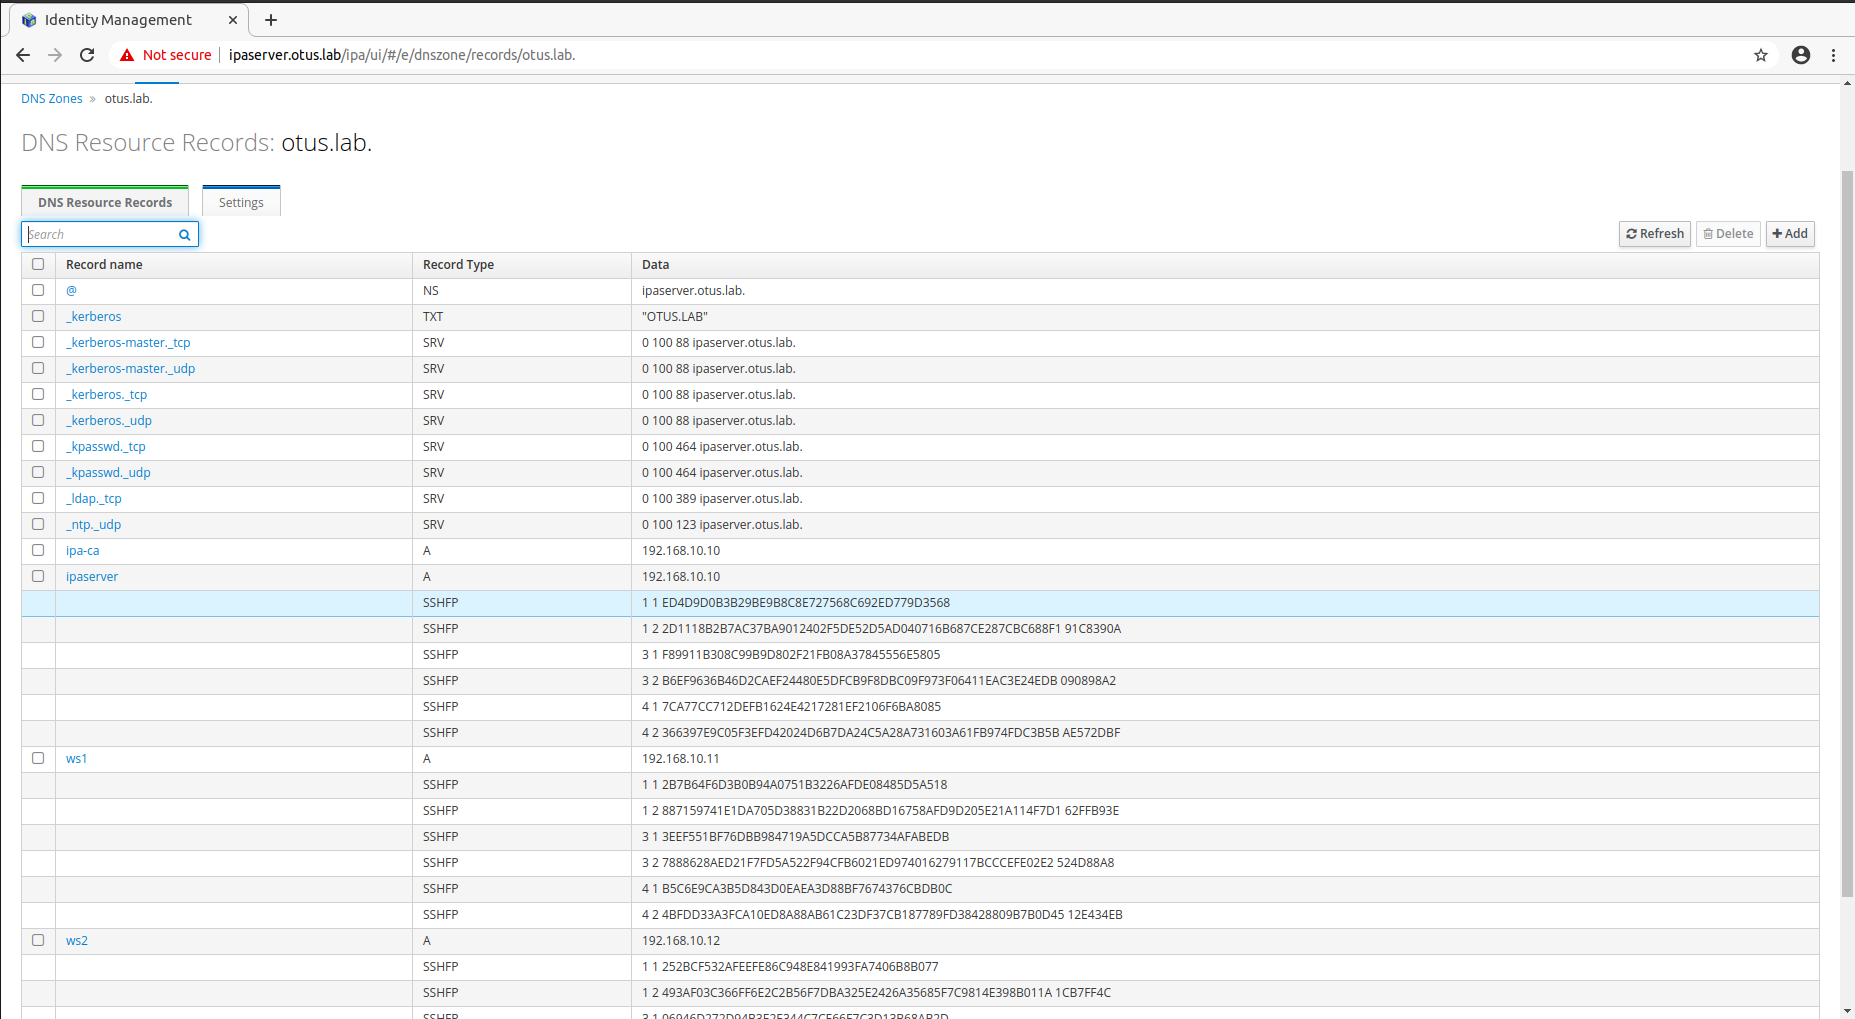 Identity Management
Not secure ipaserver.otus.lab/ipa/ui/#/e/dnszone/records/otus.lab.
DNS Zones » otus.lab.
DNS Resource Records: otus.lab.
DNS Resource Records Settings
Search Refresh Delete Add
Record name Record Type Data
@ NS ipaserver.otus.lab.
_kerberos TXT "OTUS.LAB"
_kerberos-master._tcp SRV 0 100 88 ipaserver.otus.lab.
_kerberos-master._udp SRV 0 100 88 ipaserver.otus.lab.
_kerberos._tcp SRV 0 100 88 ipaserver.otus.lab.
_kerberos._udp SRV 0 100 88 ipaserver.otus.lab.
_kpasswd._tcp SRV 0 100 464 ipaserver.otus.lab.
_kpasswd._udp SRV 0 100 464 ipaserver.otus.lab.
_ldap._tcp SRV 0 100 389 ipaserver.otus.lab.
_ntp._udp SRV 0 100 123 ipaserver.otus.lab.
ipa-ca A 192.168.10.10
ipaserver A 192.168.10.10
SSHFP 1 1 ED4D9D0B3B29BE9B8C8E727568C692ED779D3568
SSHFP 1 2 2D1118B2B7AC37BA9012402F5DE52D5AD040716B687CE287CBC688F1 91C8390A
SSHFP 3 1 F89911B308C99B9D802F21FB08A37845556E5805
SSHFP 3 2 B6EF9636B46D2CAEF24480E5DFCB9F8DBC09F973F06411EAC3E24EDB 090898A2
SSHFP 4 1 7CA77CC712DEFB1624E4217281EF2106F6BA8085
SSHFP 4 2 366397E9C05F3EFD42024D6B7DA24C5A28A731603A61FB974FDC3B5B AE572DBF
ws1 A 192.168.10.11
SSHFP 1 1 2B7B64F6D3B0B94A0751B3226AFDE08485D5A518
SSHFP 1 2 887159741E1DA705D38831B22D2068BD16758AFD9D205E21A114F7D1 62FFB93E
SSHFP 3 1 3EEF551BF76DBB984719A5DCCA5B87734AFABEDB
SSHFP 3 2 7888628AED21F7FD5A522F94CFB6021ED974016279117BCCCEFE02E2 524D88A8
SSHFP 4 1 B5C6E9CA3B5D843D0EAEA3D88BF7674376CBDB0C
SSHFP 4 2 4BFDD33A3FCA10ED8A88AB61C23DF37CB187789FD38428809B7B0D45 12E434EB
ws2 A 192.168.10.12
SSHFP 1 1 252BCF532AFEEFE86C948E841993FA7406B8B077
SSHFP 1 2 493AF03C366FF6E2C2B56F7DBA325E2426A35685F7C9814E398B011A 1CB7FF4C
SSHFP 3 1